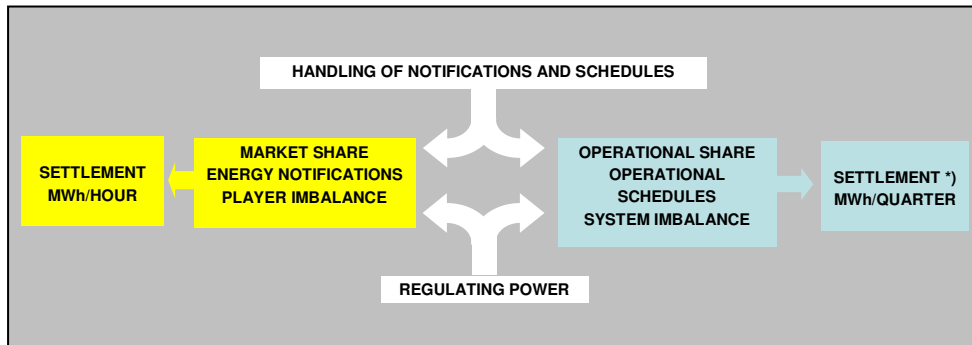 HANDLING OF NOTIFICATIONS AND SCHEDULES
SETTLEMENT
MWh/HOUR
MARKET SHARE
ENERGY NOTIFICATIONS
PLAYER IMBALANCE
OPERATIONAL SHARE
OPERATIONAL
SCHEDULES
SYSTEM IMBALANCE
SETTLEMENT *)
MWh/QUARTER
REGULATING POWER